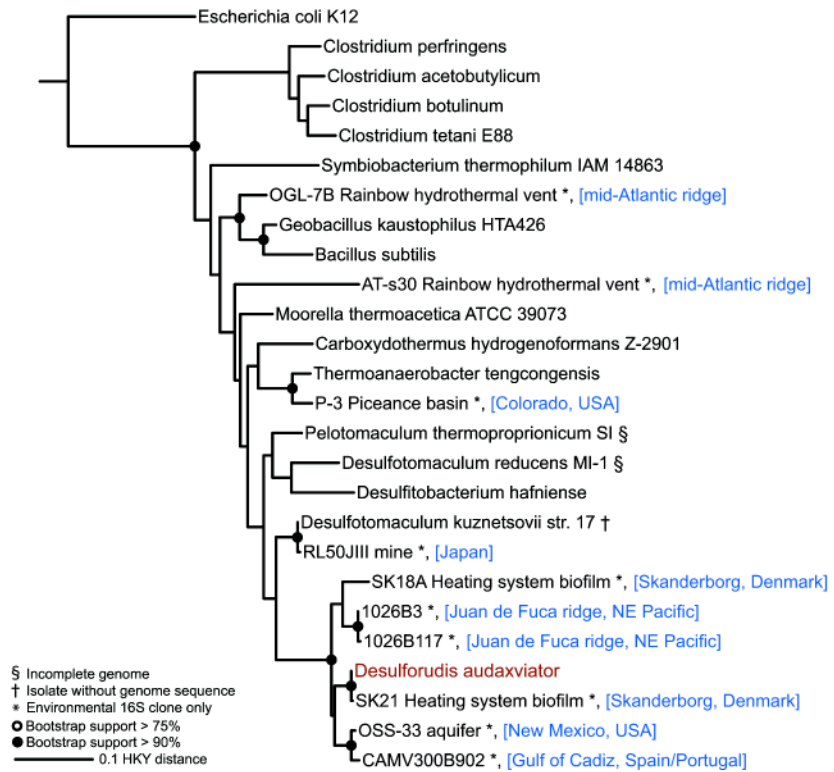 Escherichia coli K12
Clostridium perfringens
Clostridium acetobutylicum
Clostridium botulinum
Clostridium tetani E88
Symbiobacterium thermophilum IAM 14863
OGL-7B Rainbow hydrothermal vent *, [mid-Atlantic ridge]
Geobacillus kaustophilus HTA426
Bacillus subtilis
AT-s30 Rainbow hydrothermal vent *, [mid-Atlantic ridge]
Moorella thermoacetica ATCC 39073
Carboxydothermus hydrogenoformans Z-2901
Thermoanaerobacter tengcongensis
P-3 Piceance basin *, [Colorado, USA]
Pelotomaculum thermoproprionicum SI §
Desulfotomaculum reducens MI-1 §
Desulfitobacterium hafniense
Desulfotomaculum kuznetsovii str. 17 †
RL50JIII mine *, [Japan]
SK18A Heating system biofilm *, [Skanderborg, Denmark]
1026B3 *, [Juan de Fuca ridge, NE Pacific]
1026B117 *, [Juan de Fuca ridge, NE Pacific]
Desulforudis audaxviator
SK21 Heating system biofilm *, [Skanderborg, Denmark]
OSS-33 aquifer *, [New Mexico, USA]
CAMV300B902 *, [Gulf of Cadiz, Spain/Portugal]
§ Incomplete genome
† Isolate without genome sequence
* Environmental 16S clone only
Bootstrap support > 75%
Bootstrap support > 90%
0.1 HKY distance